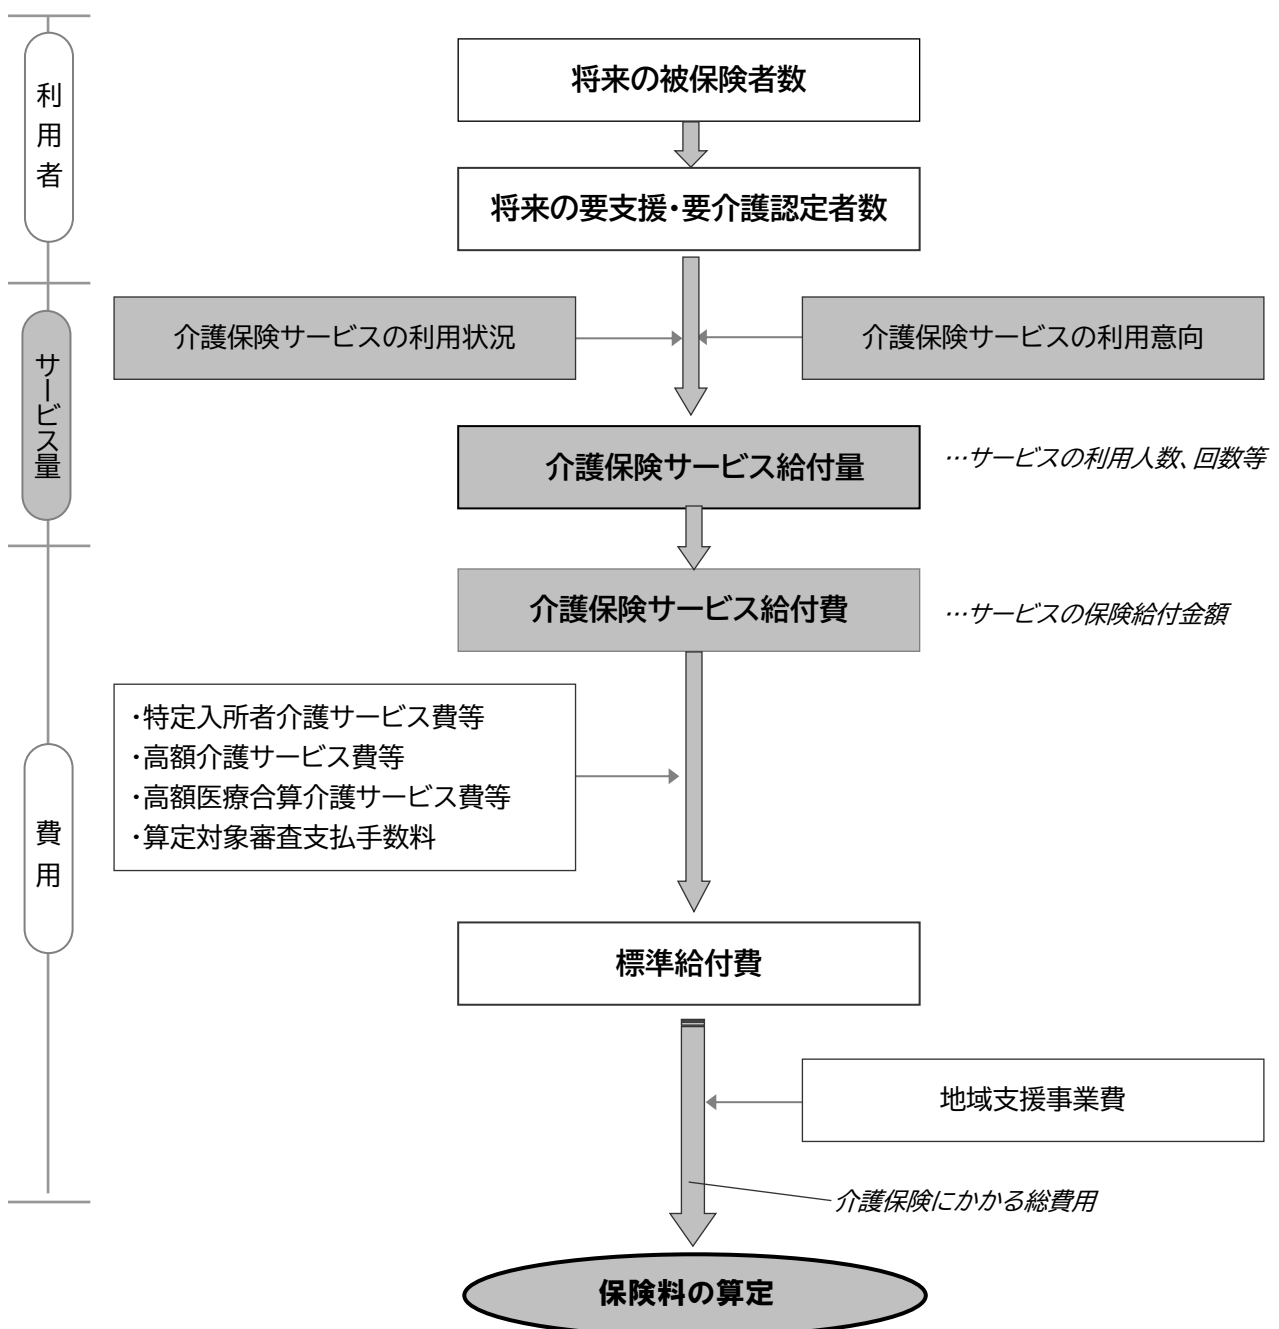 利用者
将来の被保険者数
将来の要支援・要介護認定者数
サービス量
介護保険サービスの利用状況
介護保険サービスの利用意向
介護保険サービス給付量
…サービスの利用人数、回数等
介護保険サービス給付費
…サービスの保険給付金額
費用
・特定入所者介護サービス費等
・高額介護サービス費等
・高額医療合算介護サービス費等
・算定対象審査支払手数料
標準給付費
地域支援事業費
介護保険にかかる総費用
保険料の算定